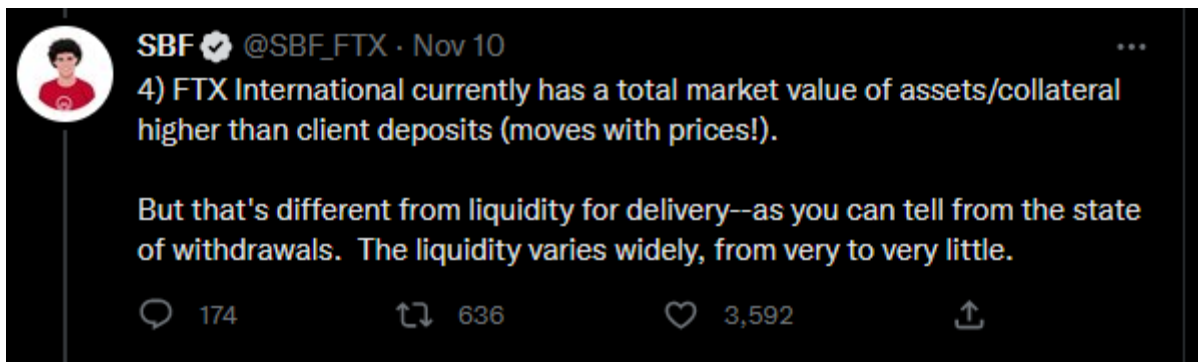 SBF @SBF_FTX · Nov 10
4) FTX International currently has a total market value of assets/collateral
higher than client deposits (moves with prices!).
But that's different from liquidity for delivery--as you can tell from the state
of withdrawals.  The liquidity varies widely, from very to very little.
174 636 3,592